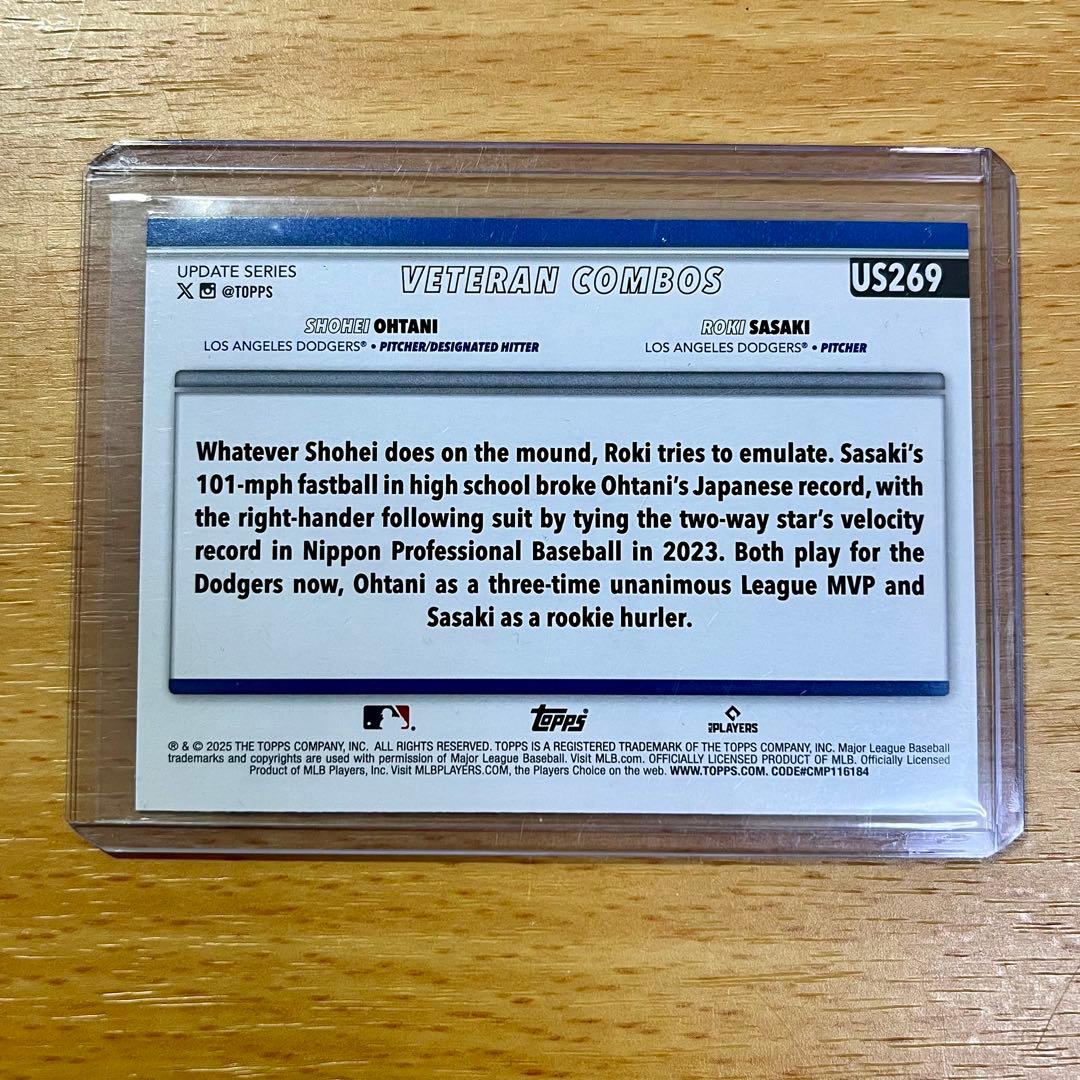 UPDATE SERIES
VETERAN COMBOS
US269
X @TOPPS
SHOHEI OHTANI
LOS ANGELES DODGERS® • PITCHER/DESIGNATED HITTER
ROKI SASAKI
LOS ANGELES DODGERS® • PITCHER
Whatever Shohei does on the mound, Roki tries to emulate. Sasaki's
101-mph fastball in high school broke Ohtani's Japanese record, with
the right-hander following suit by tying the two-way star's velocity
record in Nippon Professional Baseball in 2023. Both play for the
Dodgers now, Ohtani as a three-time unanimous League MVP and
Sasaki as a rookie hurler.
topps
MLB PLAYERS
® & © 2025 THE TOPPS COMPANY, INC. ALL RIGHTS RESERVED. TOPPS IS A REGISTERED TRADEMARK OF THE TOPPS COMPANY, INC. Major League Baseball
trademarks and copyrights are used with permission of Major League Baseball. Visit MLB.com. OFFICIALLY LICENSED PRODUCT OF MLB. Officially Licensed
Product of MLB Players, Inc. Visit MLBPLAYERS.COM, the Players Choice on the web. WWW.TOPPS.COM. CODE#CMP116184